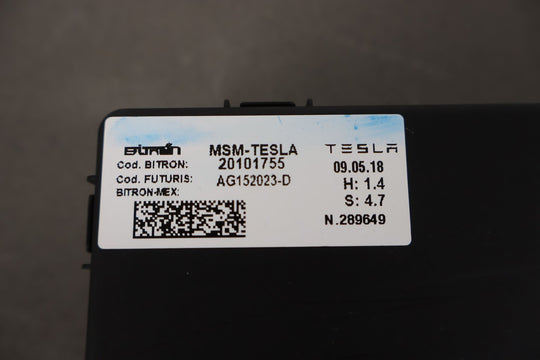 BITRON MSM-TESLA TESLA
Cod. BITRON: 20101755 09.05.18
Cod. FUTURIS: AG152023-D H: 1.4
BITRON-MEX: S: 4.7
N.289649